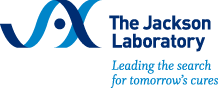 The Jackson
Laboratory
Leading the search
for tomorrow's cures